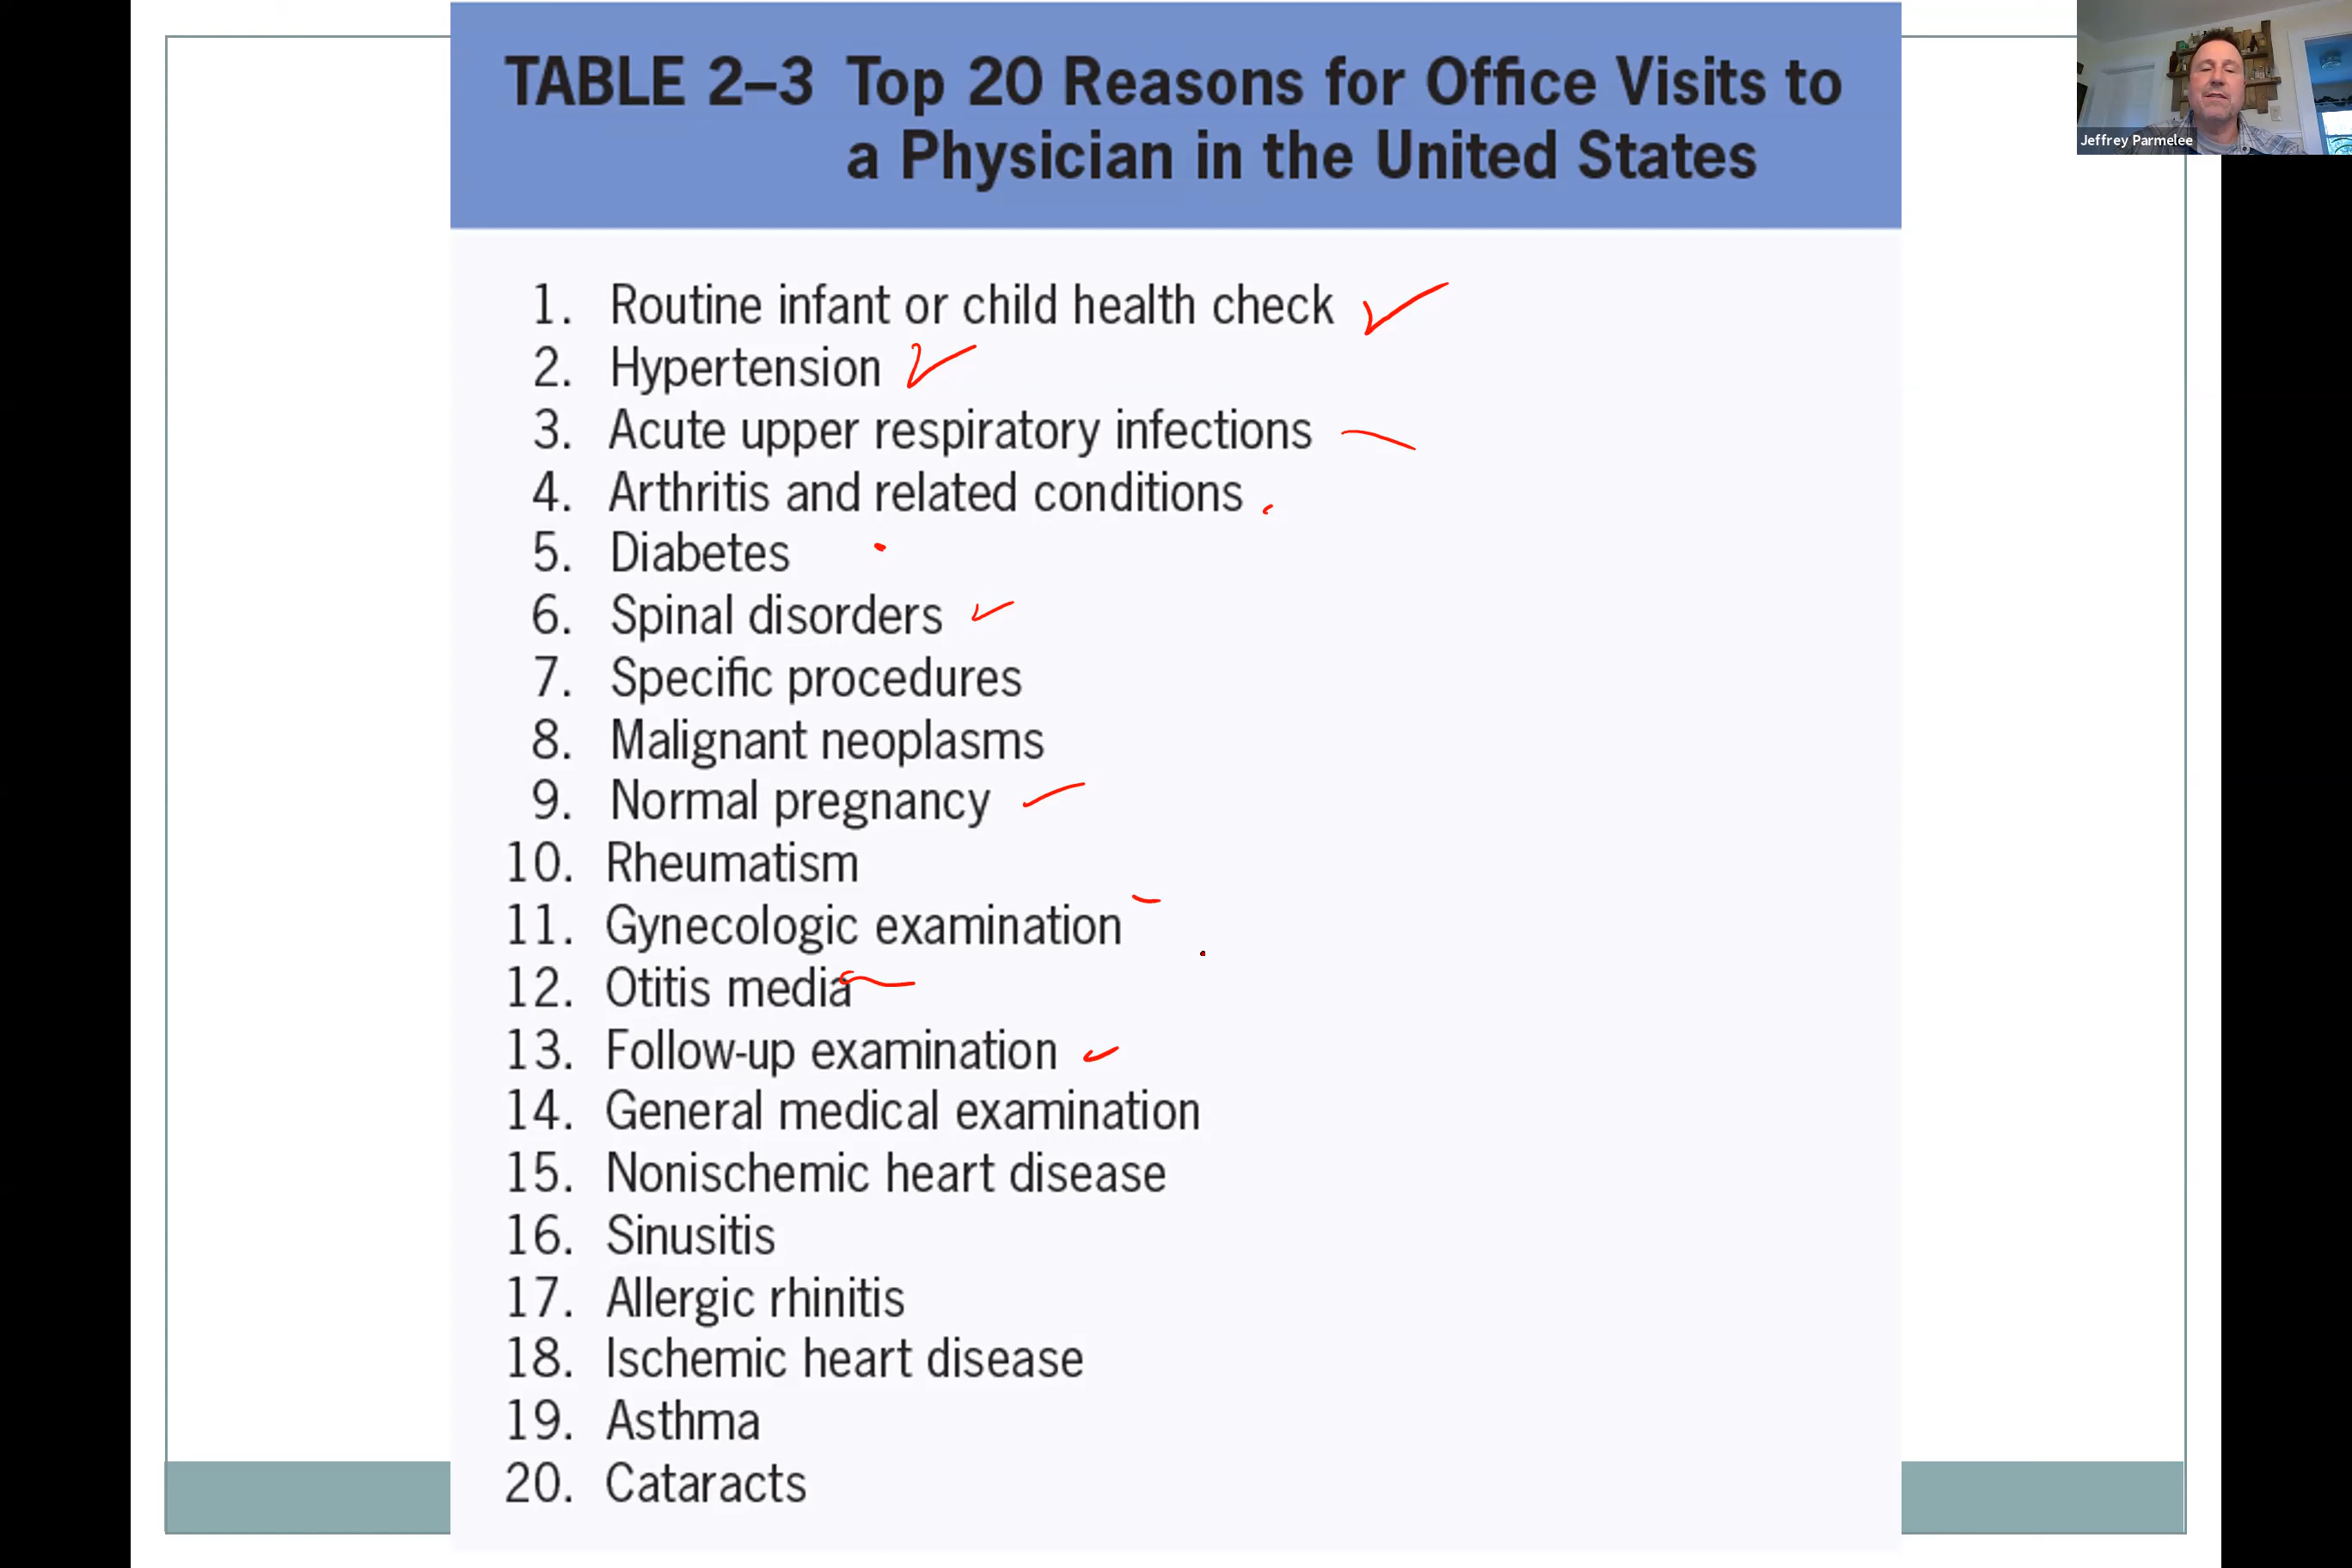 TABLE 2–3 Top 20 Reasons for Office Visits to
a Physician in the United States
Jeffrey Parmelee
1. Routine infant or child health check
2. Hypertension
3. Acute upper respiratory infections
4. Arthritis and related conditions
5. Diabetes
6. Spinal disorders
7. Specific procedures
8. Malignant neoplasms
9. Normal pregnancy
10. Rheumatism
11. Gynecologic examination
12. Otitis media
13. Follow-up examination
14. General medical examination
15. Nonischemic heart disease
16. Sinusitis
17. Allergic rhinitis
18. Ischemic heart disease
19. Asthma
20. Cataracts